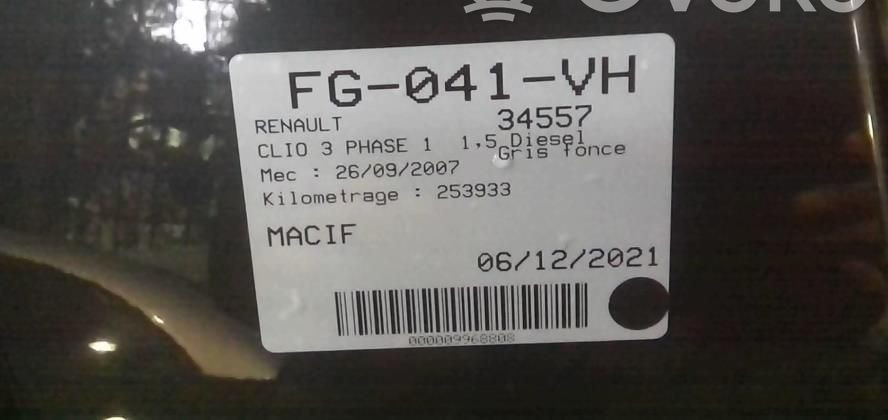 FG-041-VH
RENAULT 34557
CLIO 3 PHASE 1 1,5 Diesel
Gris fonce
Mec : 26/09/2007
Kilometrage : 253933
MACIF
06/12/2021
000009968808